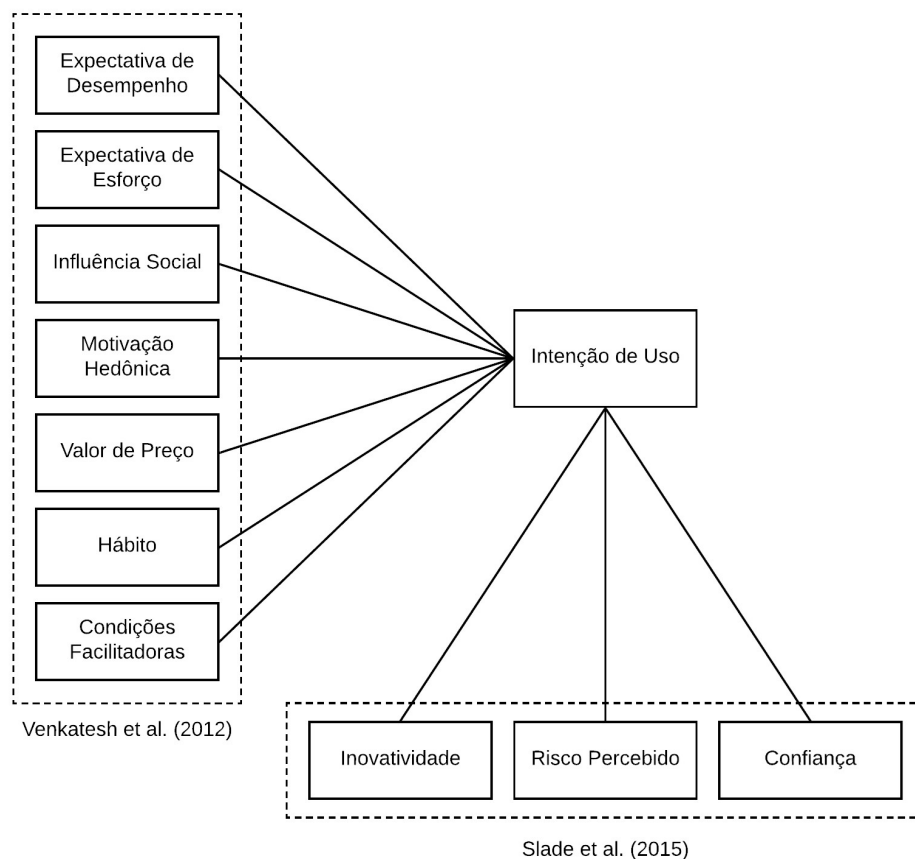 Expectativa de
Desempenho
Expectativa de
Esforço
Influência Social
Motivação
Hedônica
Valor de Preço
Hábito
Condições
Facilitadoras
Venkatesh et al. (2012)
Intenção de Uso
Inovatividade
Risco Percebido
Confiança
Slade et al. (2015)